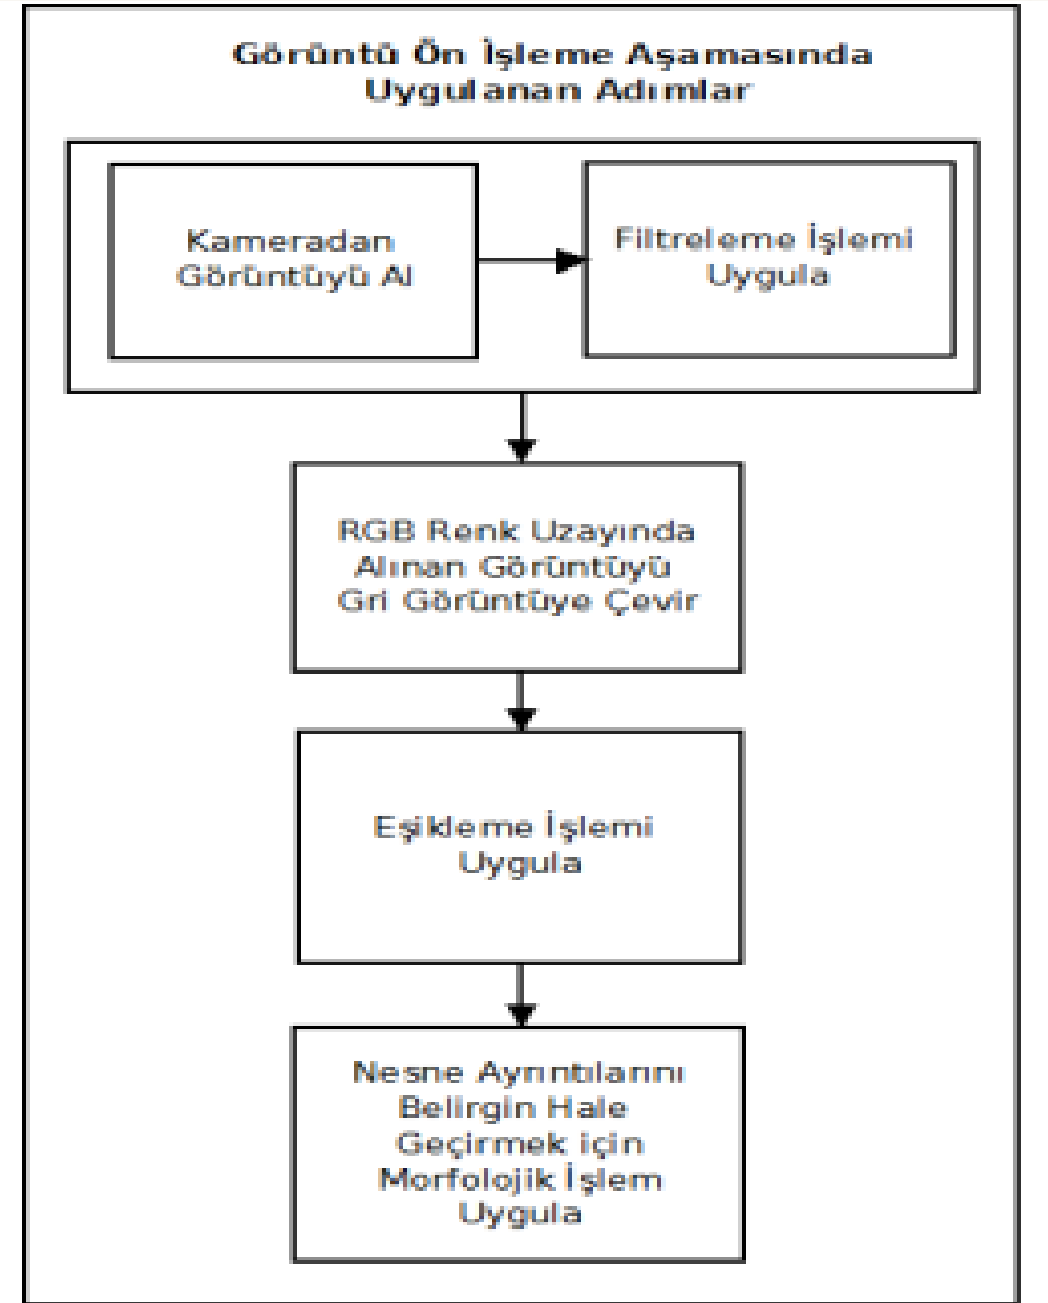 Görüntü Ön İşleme Aşamasında
Uygulanan Adımlar
Kameradan
Görüntüyü Al
Filtreleme İşlemi
Uygula
RGB Renk Uzayında
Alınan Görüntüyü
Gri Görüntüye Çevir
Eşikleme İşlemi
Uygula
Nesne Ayrıntılarını
Belirgin Hale
Geçirmek için
Morfolojik İşlem
Uygula